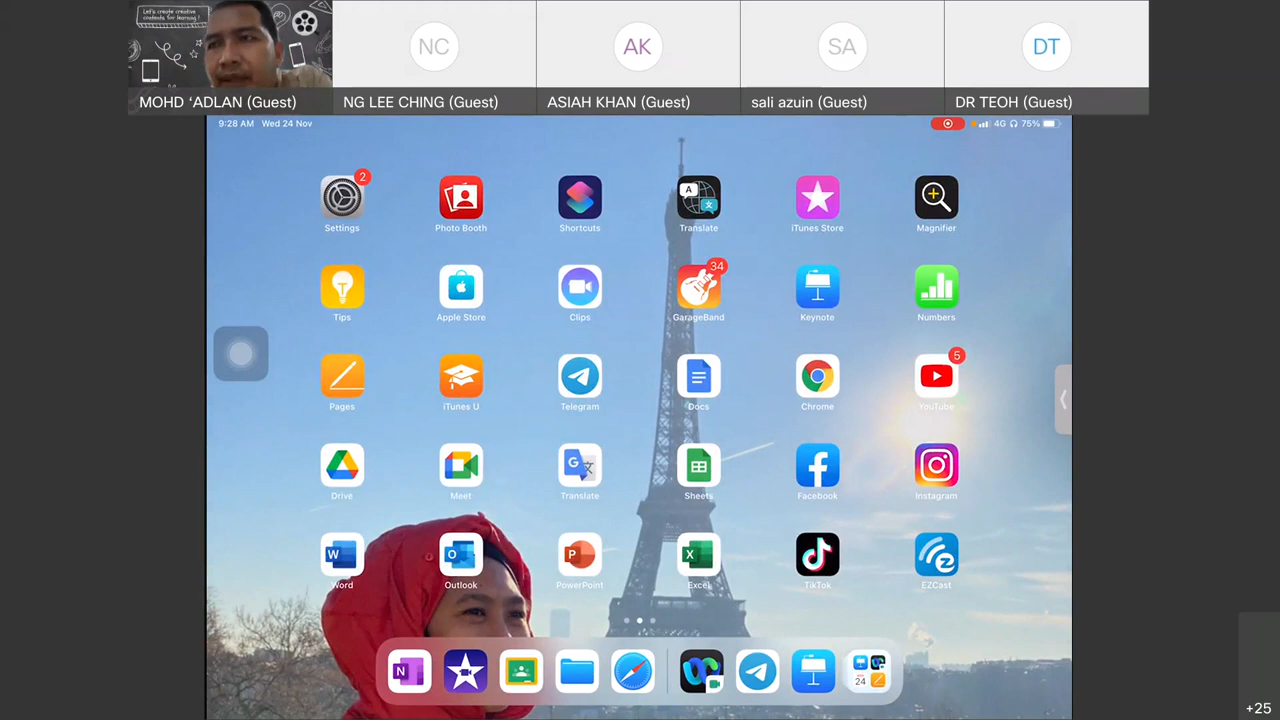 Let's create creative
contents for learning !
NC
AK
SA
DT
MOHD ‘ADLAN (Guest)
NG LEE CHING (Guest)
ASIAH KHAN (Guest)
sali azuin (Guest)
DR TEOH (Guest)
9:28 AM Wed 24 Nov
4G 75%
2
Settings
Photo Booth
Shortcuts
A
文
Translate
iTunes Store
Magnifier
34
Tips
Apple Store
Clips
GarageBand
Keynote
Numbers
5
Pages
iTunes U
Telegram
Docs
Chrome
YouTube
G
文
Drive
Meet
Translate
Sheets
Facebook
Instagram
W
O
P
X
Z
Word
Outlook
PowerPoint
Excel
TikTok
EZCast
N
24
+25